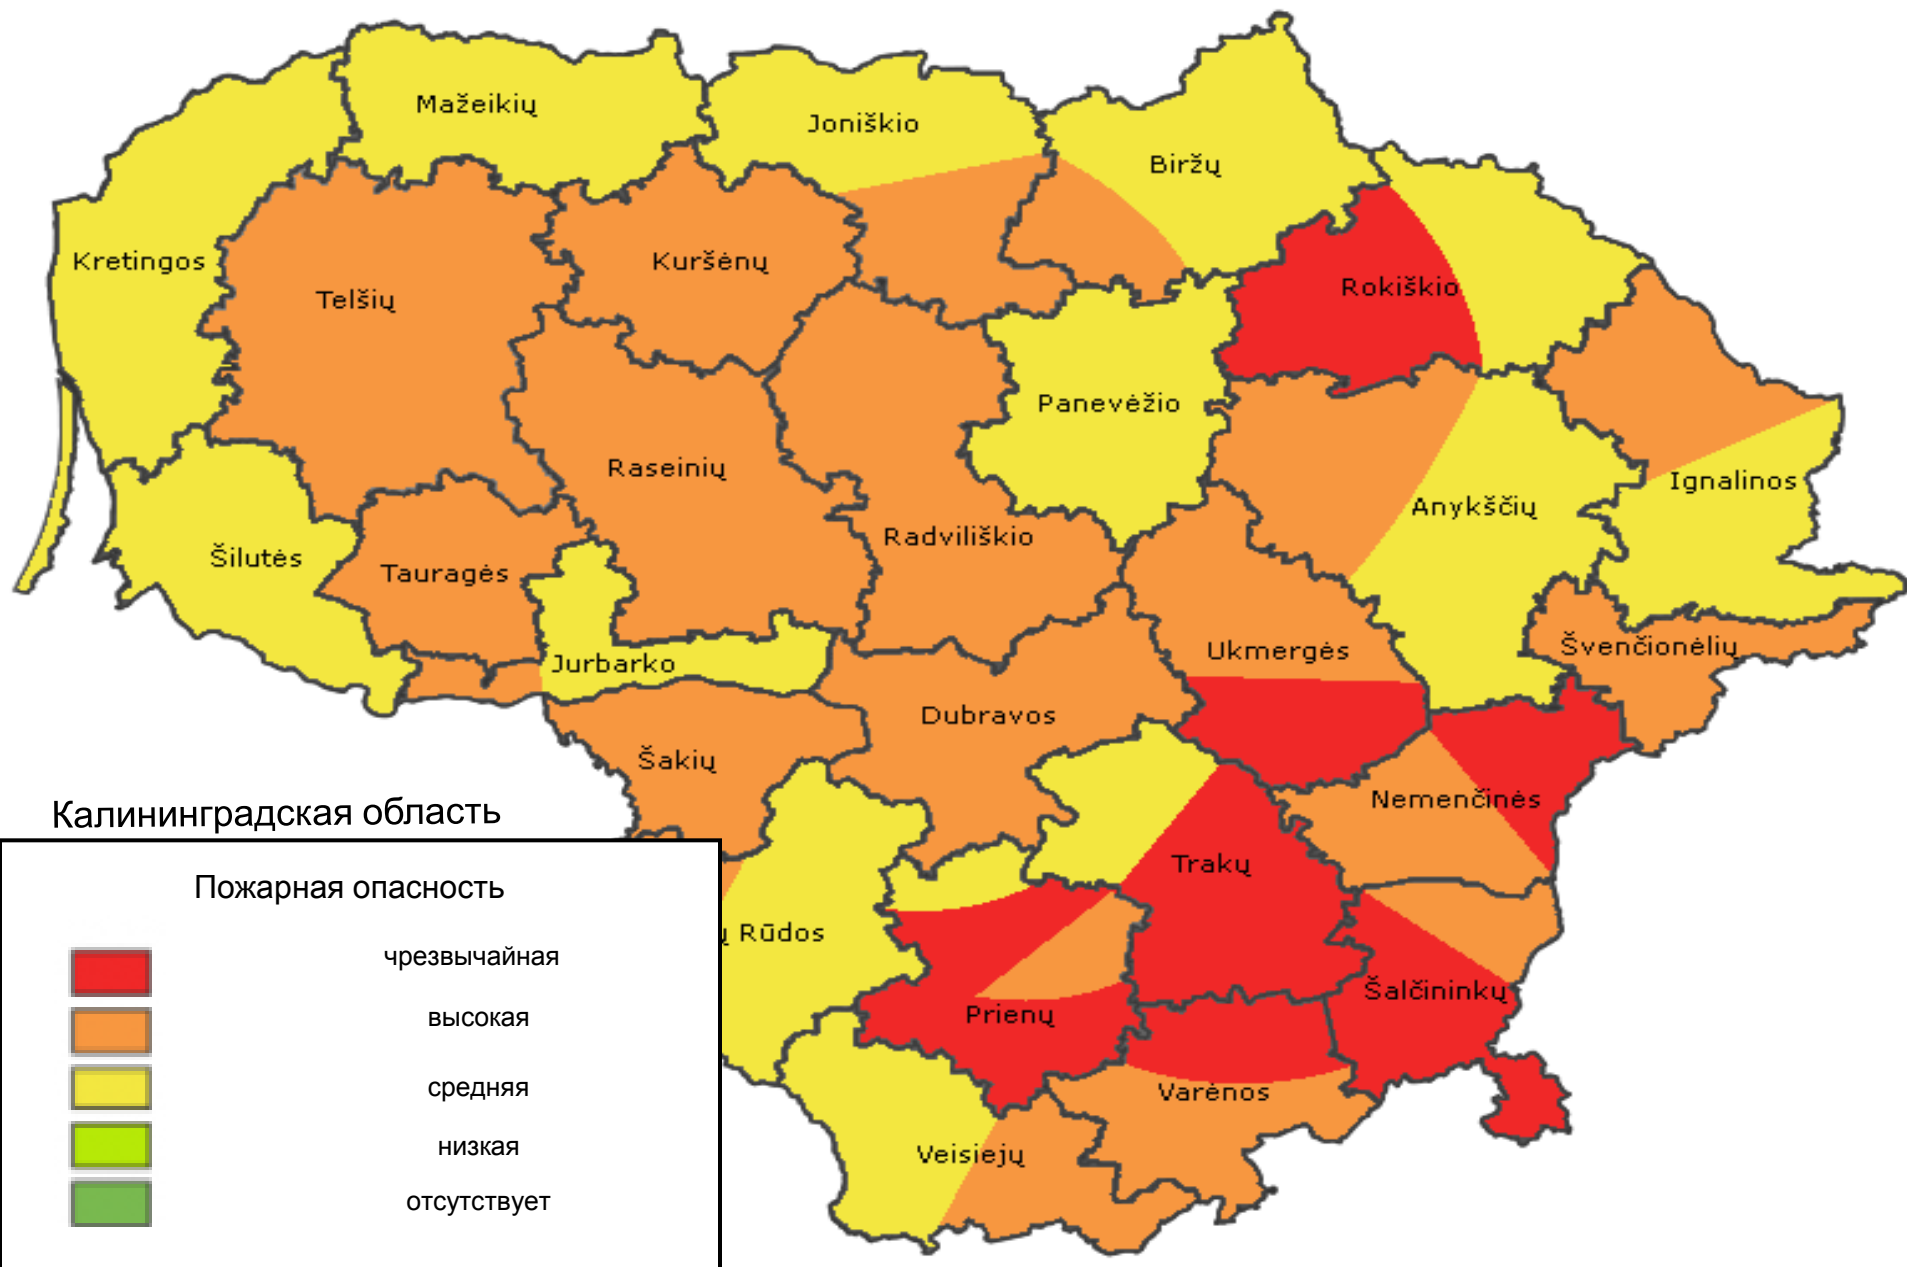 Mažeikių
Joniškio
Biržų
Kretingos
Telšių
Kuršėnų
Rokiškio
Panevėžio
Raseinių
Ignalinos
Anykščių
Radviliškio
Šilutės
Tauragės
Jurbarko
Ukmergės
Švenčionėlių
Dubravos
Šakių
Nemenčinės
Trakų
ų Rūdos
Šalčininkų
Prienų
Varėnos
Veisiejų
Калининградская область
Пожарная опасность
чрезвычайная
высокая
средняя
низкая
отсутствует